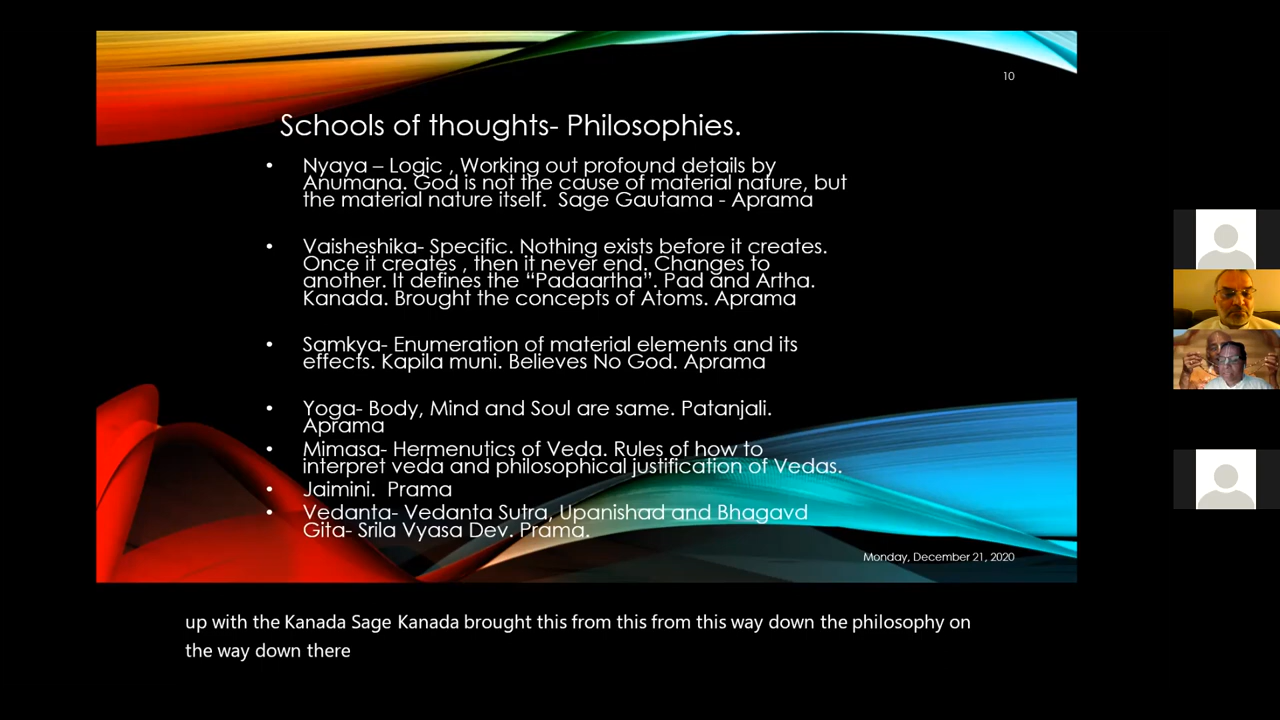 10
Schools of thoughts- Philosophies.
• Nyaya – Logic , Working out profound details by
Anumana. God is not the cause of material nature, but
the material nature itself.  Sage Gautama - Aprama
• Vaisheshika- Specific. Nothing exists before it creates.
Once it creates , then it never end. Changes to
another. It defines the “Padaartha”. Pad and Artha.
Kanada. Brought the concepts of Atoms. Aprama
• Samkya- Enumeration of material elements and its
effects. Kapila muni. Believes No God. Aprama
• Yoga- Body, Mind and Soul are same. Patanjali.
Aprama
• Mimasa- Hermenutics of Veda. Rules of how to
interpret veda and philosophical justification of Vedas.
• Jaimini.  Prama
• Vedanta- Vedanta Sutra, Upanishad and Bhagavd
Gita- Srila Vyasa Dev. Prama.
Monday, December 21, 2020
up with the Kanada Sage Kanada brought this from this from this way down the philosophy on
the way down there